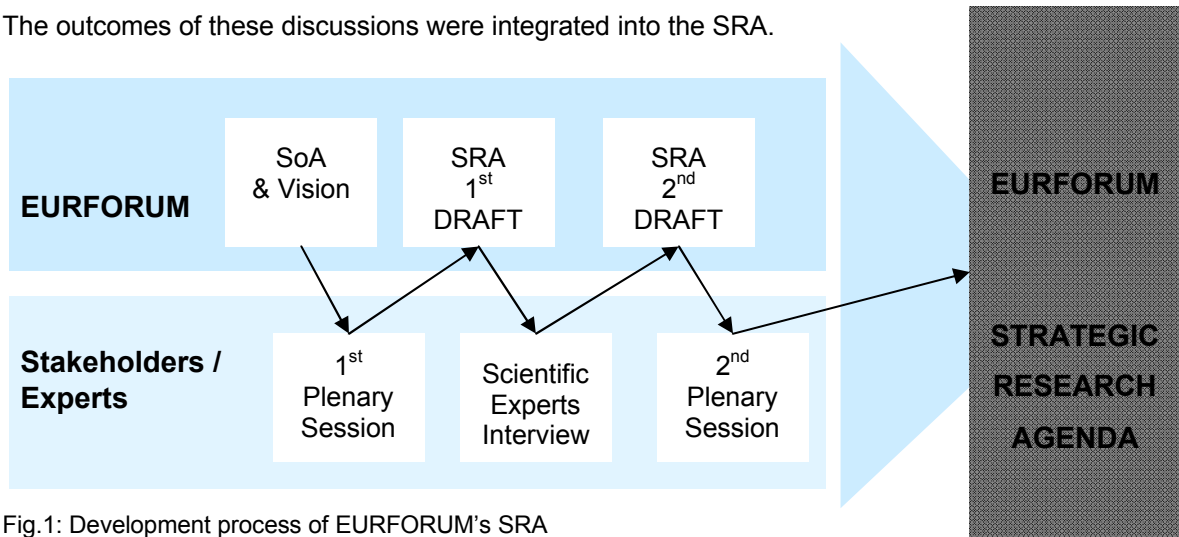 The outcomes of these discussions were integrated into the SRA.
EURFORUM
SoA
& Vision
SRA
1st
DRAFT
SRA
2nd
DRAFT
Stakeholders /
Experts
1st
Plenary
Session
Scientific
Experts
Interview
2nd
Plenary
Session
EURFORUM
STRATEGIC
RESEARCH
AGENDA
Fig.1: Development process of EURFORUM’s SRA